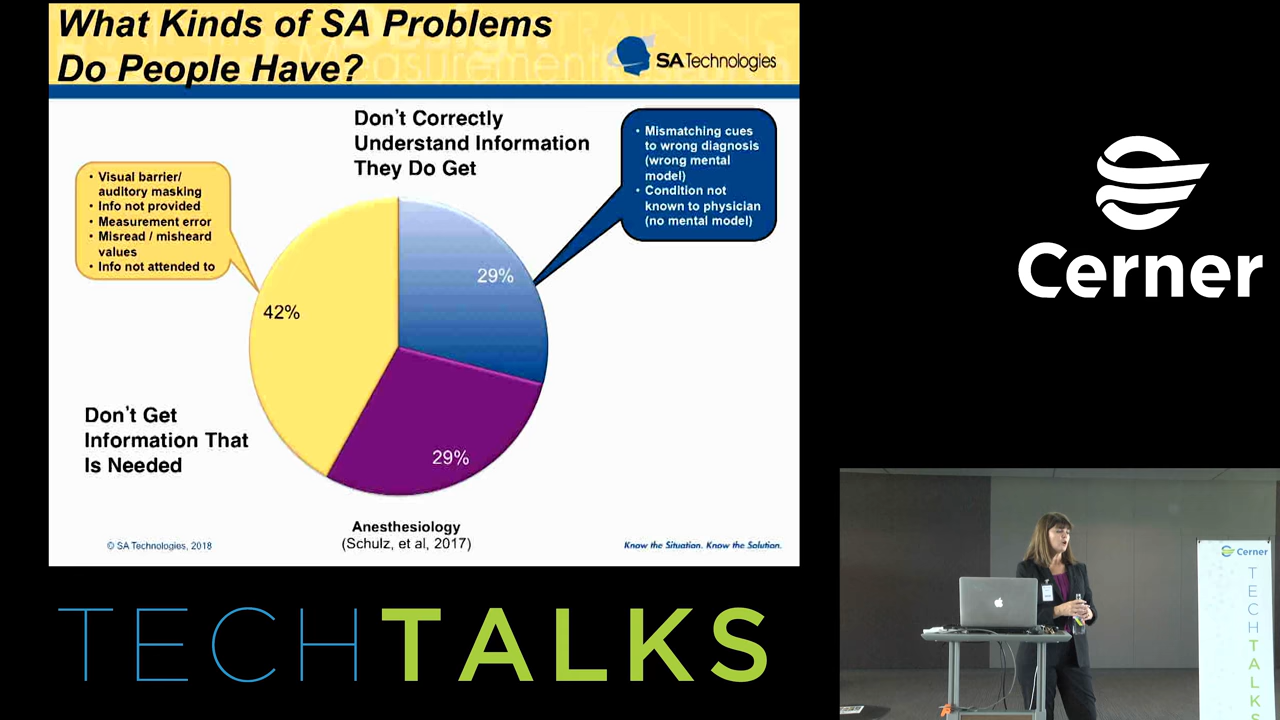 What Kinds of SA Problems
Do People Have?
SA Technologies
Don't Correctly
Understand Information
They Do Get
• Mismatching cues
to wrong diagnosis
(wrong mental
model)
• Condition not
known to physician
(no mental model)
• Visual barrier/
auditory masking
• Info not provided
• Measurement error
• Misread / misheard
values
• Info not attended to
29%
42%
29%
Don't Get
Information That
Is Needed
Anesthesiology
(Schulz, et al, 2017)
© SA Technologies, 2018
Know the Situation. Know the Solution.
Cerner
TECHTALKS
Cerner
TECHTALKS